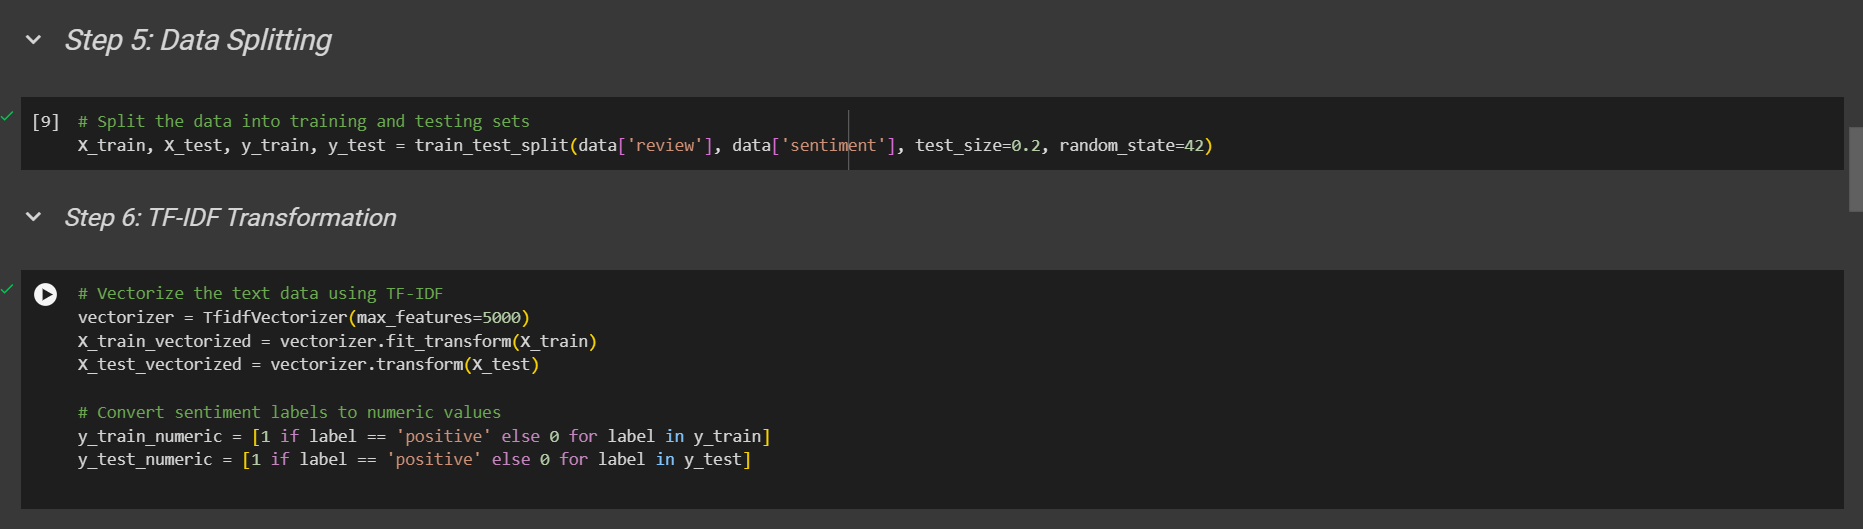 Step 5: Data Splitting
[9] # Split the data into training and testing sets
X_train, X_test, y_train, y_test = train_test_split(data['review'], data['sentiment'], test_size=0.2, random_state=42)
Step 6: TF-IDF Transformation
# Vectorize the text data using TF-IDF
vectorizer = TfidfVectorizer(max_features=5000)
X_train_vectorized = vectorizer.fit_transform(X_train)
X_test_vectorized = vectorizer.transform(X_test)
# Convert sentiment labels to numeric values
y_train_numeric = [1 if label == 'positive' else 0 for label in y_train]
y_test_numeric = [1 if label == 'positive' else 0 for label in y_test]